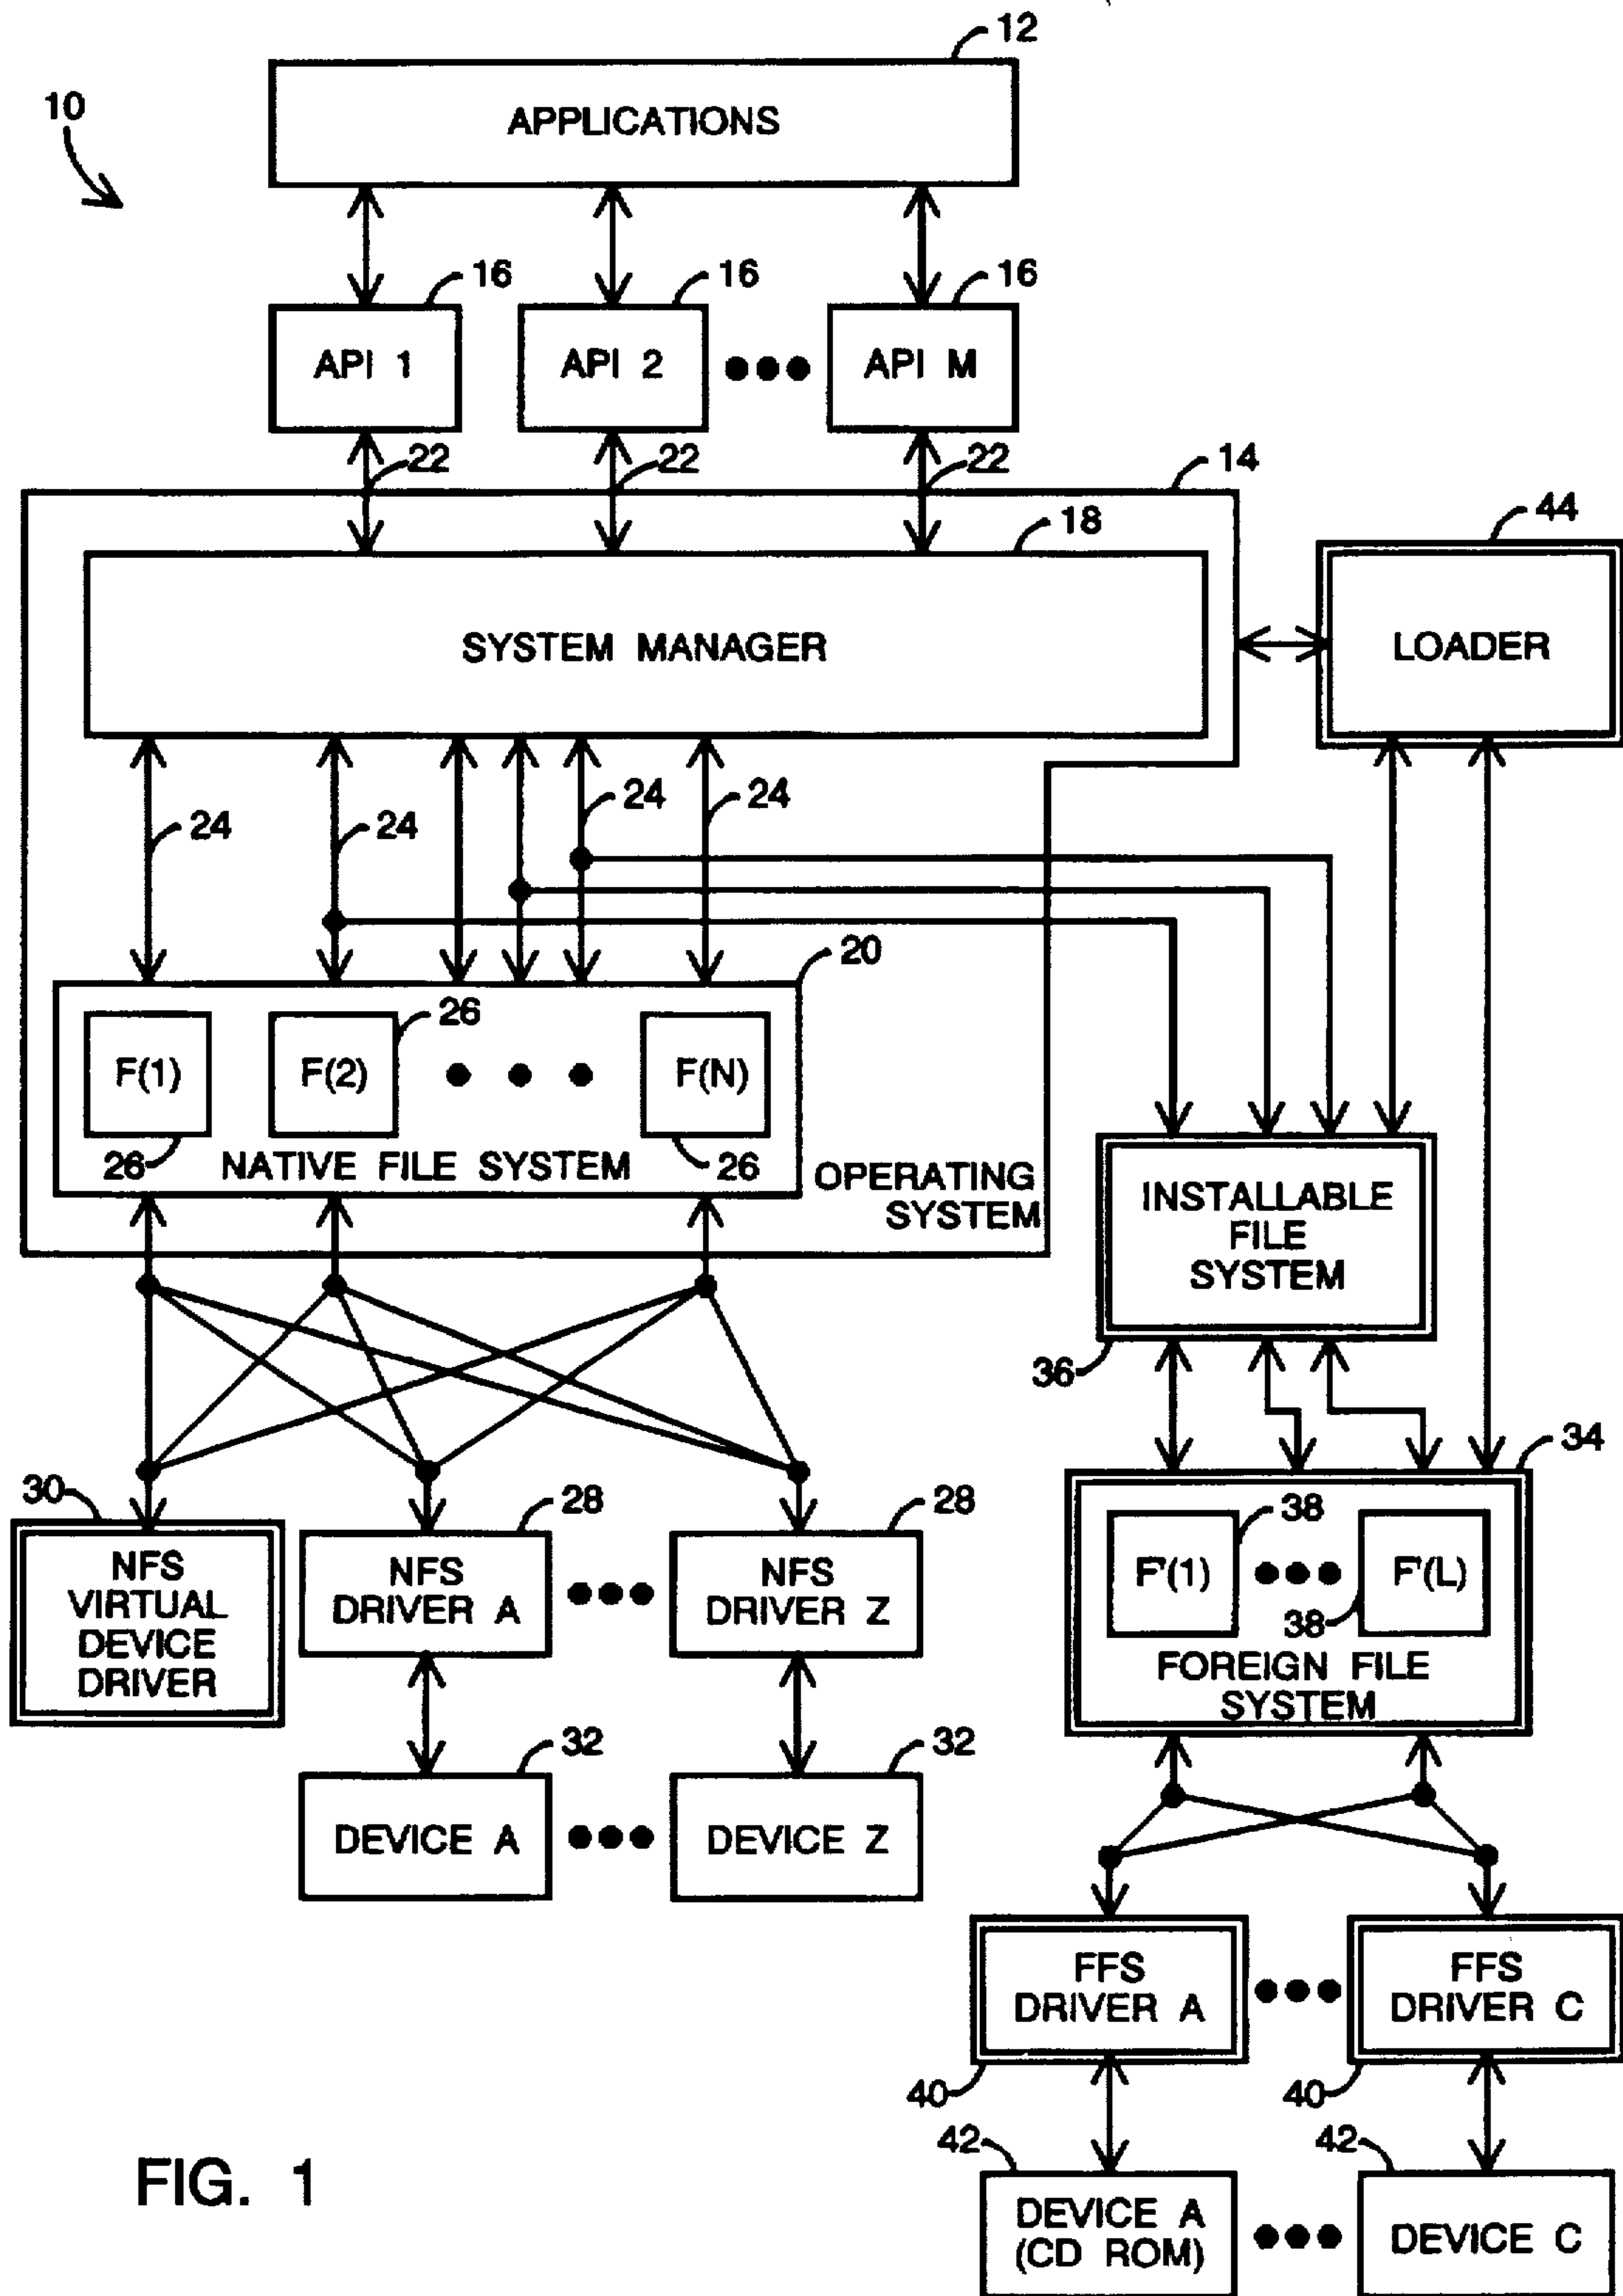 12
10
APPLICATIONS
16 16 16
API 1 API 2 ••• API M
22 22 22
14
18
44
SYSTEM MANAGER
LOADER
24 24
24 24
20
26
F(1) F(2) • • • F(N)
26 NATIVE FILE SYSTEM 26
OPERATING
SYSTEM
INSTALLABLE
FILE
SYSTEM
36
34
30
28 28
38
NFS
VIRTUAL
DEVICE
DRIVER
NFS
DRIVER A
•••
NFS
DRIVER Z
F'(1) ••• F'(L)
38
FOREIGN FILE
SYSTEM
32 32
DEVICE A ••• DEVICE Z
FFS
DRIVER A
•••
FFS
DRIVER C
40 40
42 42
FIG. 1
DEVICE A
(CD ROM)
•••
DEVICE C